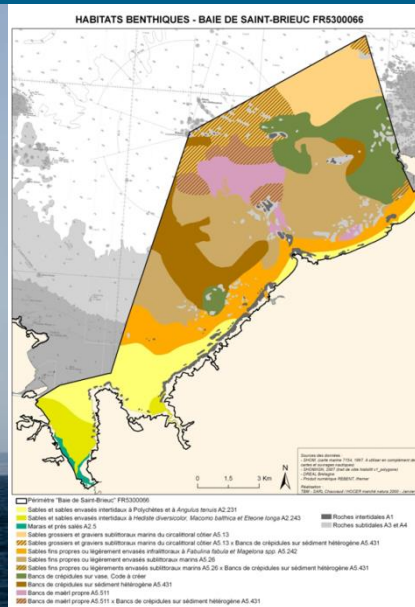 HABITATS BENTHIQUES - BAIE DE SAINT-BRIEUC FR5300066
0 1,5 3 Km
N
Périmètre "Baie de Saint-Brieuc" FR5300066
Sables et sables envasés intertidaux à Polychètes et à Angulus tenuis A2.231
Sables et sables envasés intertidaux à Hediste diversicolor, Macoma balthica et Eteone longa A2.243
Marais et prés salés A2.5
Sables grossiers et graviers sublittoraux marins du circalittoral côtier A5.13
Sables grossiers et graviers sublittoraux marins du circalittoral côtier A5.13 x Bancs de crépidules sur sédiment hétérogène A5.431
Sables fins propres ou légèrement envasés infralittoraux à Fabulina fabula et Magelona spp. A5.242
Sables fins propres ou légèrement envasés sublittoraux marins A5.26
Sables fins propres ou légèrements envasés sublittoraux marins A5.26 x Bancs de crépidules sur sédiment hétérogène A5.431
Bancs de crépidules sur vase, Code à créer
Bancs de crépidules sur sédiment hétérogène A5.431
Bancs de maërl propre A5.511
Bancs de maërl propre A5.511 x Bancs de crépidules sur sédiment hétérogène A5.431
Roches intertidales A1
Roches subtidales A3 et A4
Sources des données :